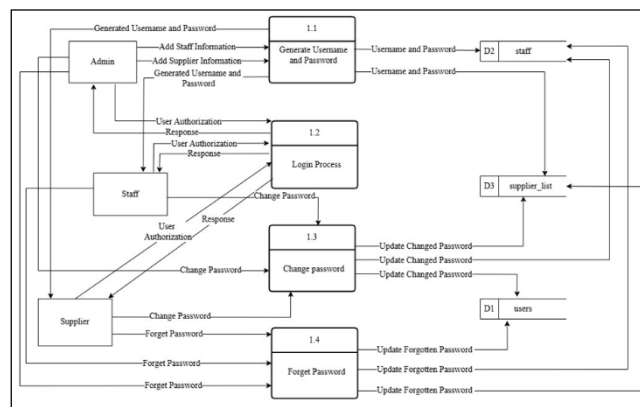 Generated Username and Password
1.1
Add Staff Information
Admin
Add Supplier Information
Generated Username and
Password
Generate Username
and Password
Username and Password
D2
staff
Username and Password
User Authorization
Response
1.2
User Authorization
Response
Login Process
Staff
Change Password
D3
supplier_list
User
Authorization
Response
1.3
Update Changed Password
Update Changed Password
Change Password
Change password
Update Changed Password
D1
users
Supplier
Change Password
Forget Password
1.4
Update Forgotten Password
Forget Password
Forget Password
Update Forgotten Password
Forget Password
Update Forgotten Password